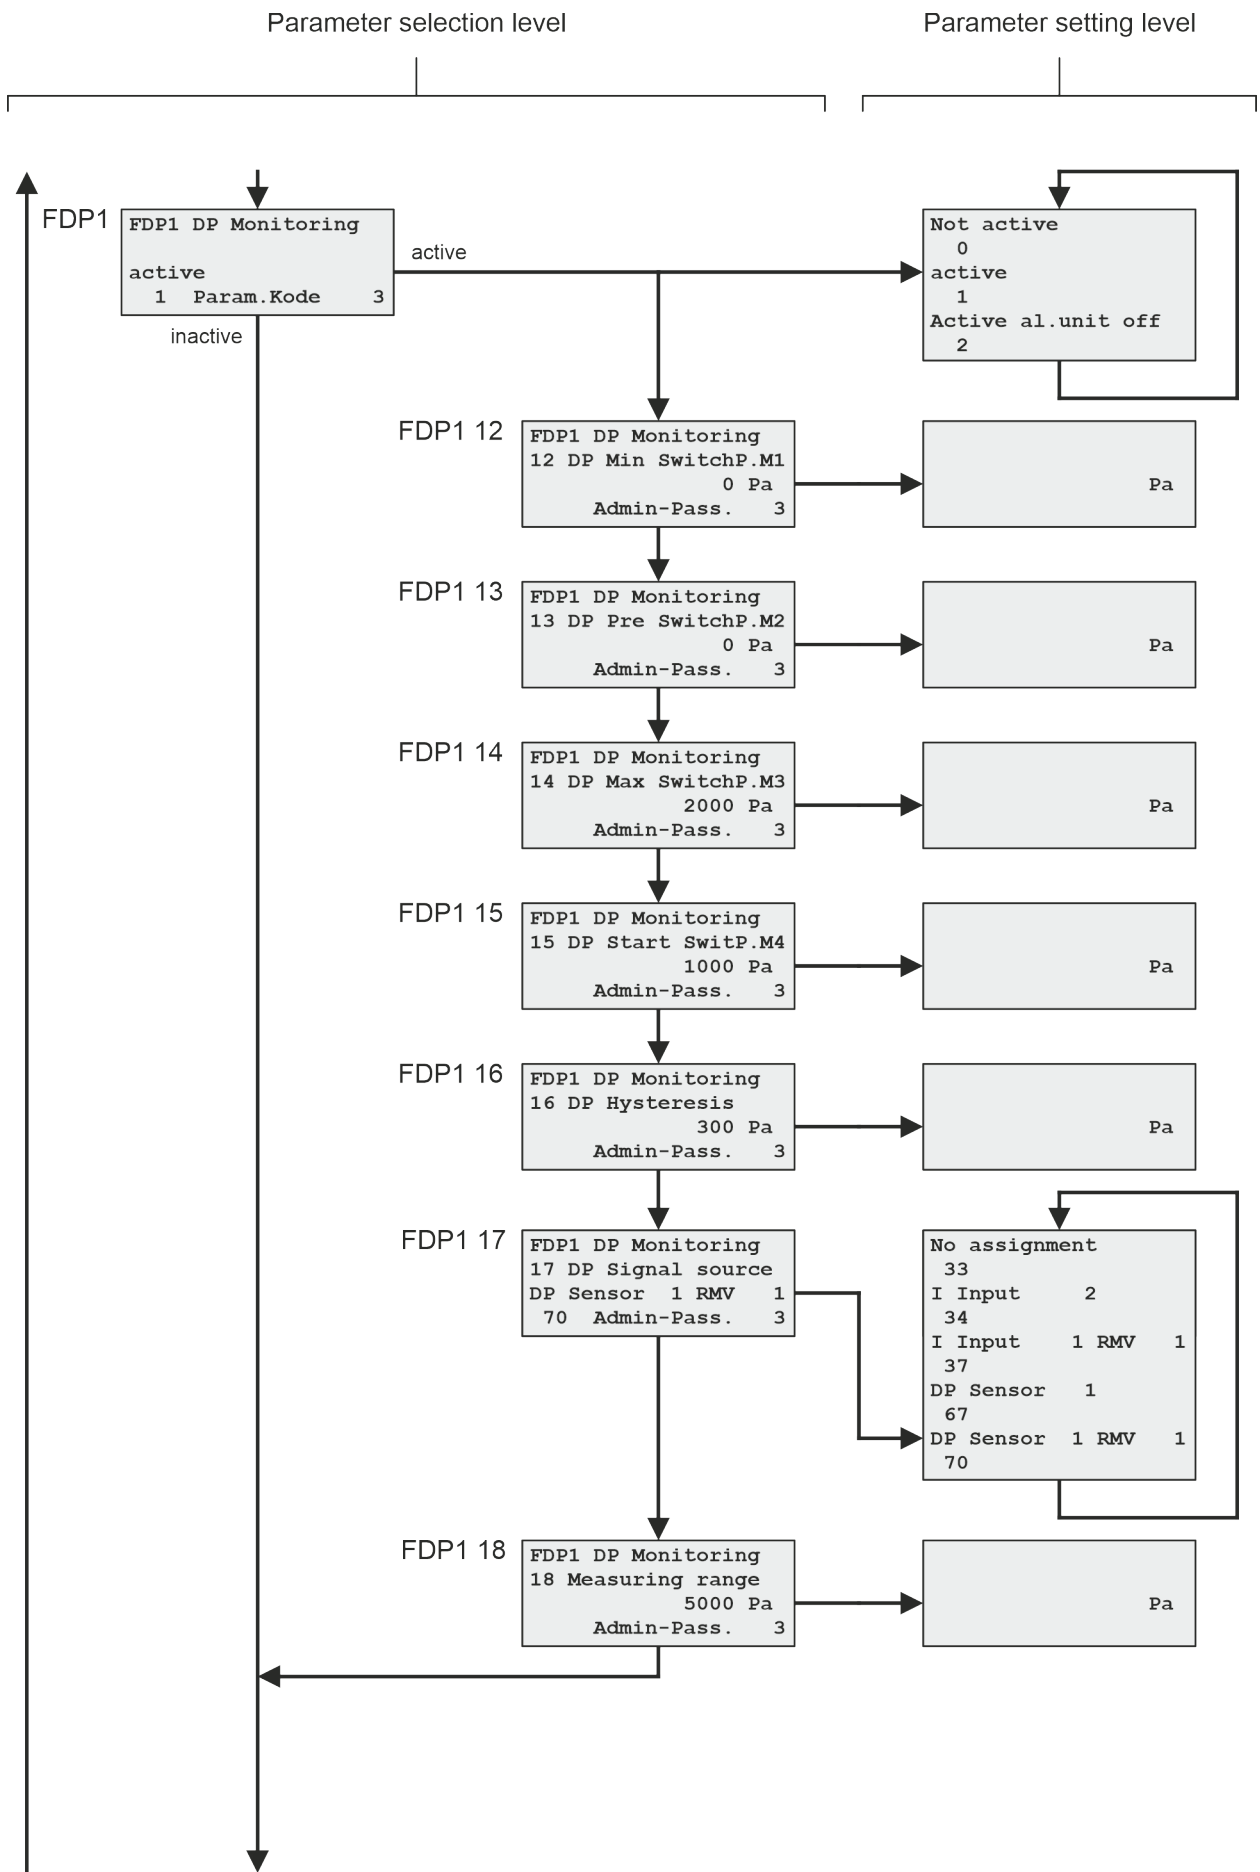 Parameter selection level
Parameter setting level
FDP1
FDP1 DP Monitoring
active
1 Param.Kode 3
active
inactive
Not active
0
active
1
Active al.unit off
2
FDP1 12
FDP1 DP Monitoring
12 DP Min SwitchP.M1
0 Pa
Admin-Pass. 3
Pa
FDP1 13
FDP1 DP Monitoring
13 DP Pre SwitchP.M2
0 Pa
Admin-Pass. 3
Pa
FDP1 14
FDP1 DP Monitoring
14 DP Max SwitchP.M3
2000 Pa
Admin-Pass. 3
Pa
FDP1 15
FDP1 DP Monitoring
15 DP Start SwitP.M4
1000 Pa
Admin-Pass. 3
Pa
FDP1 16
FDP1 DP Monitoring
16 DP Hysteresis
300 Pa
Admin-Pass. 3
Pa
FDP1 17
FDP1 DP Monitoring
17 DP Signal source
DP Sensor 1 RMV 1
70 Admin-Pass. 3
No assignment
33
I Input 2
34
I Input 1 RMV 1
37
DP Sensor 1
67
DP Sensor 1 RMV 1
70
FDP1 18
FDP1 DP Monitoring
18 Measuring range
5000 Pa
Admin-Pass. 3
Pa